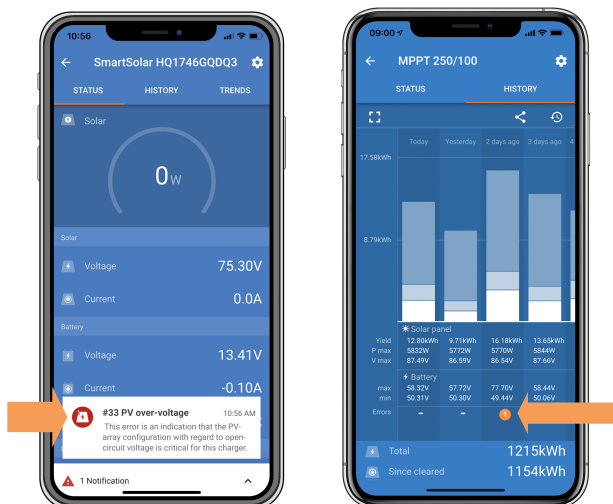 10:56
SmartSolar HQ1746GQDQ3
STATUS HISTORY TRENDS
Solar
0W
Solar
Voltage 75.30V
Current 0.0A
Battery
Voltage 13.41V
Current -0.10A
#33 PV over-voltage 10:56 AM
This error is an indication that the PV-
array configuration with regard to open-
circuit voltage is critical for this charger.
1 Notification
09:00
MPPT 250/100
STATUS HISTORY
Today Yesterday 2 days ago 3 days ago 4
17.58kWh
8.79kWh
Solar panel
Yield 12.80kWh 9.71kWh 16.18kWh 13.65kWh
P max 5832W 5772W 5770W 5844W
V max 87.49V 86.59V 86.54V 87.66V
Battery
max 58.32V 57.72V 77.70V 58.44V
min 50.31V 50.30V 49.44V 50.06V
Errors – – 1
Total 1215kWh
Since cleared 1154kWh